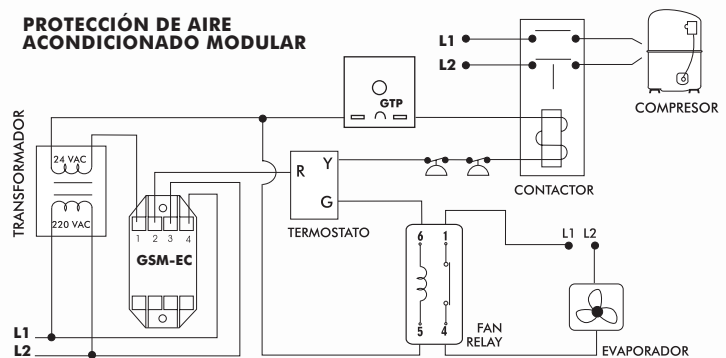 PROTECCIÓN DE AIRE
ACONDICIONADO MODULAR
L1
L2
GTP
COMPRESOR
TRANSFORMADOR
24 VAC
220 VAC
R
Y
G
TERMOSTATO
CONTACTOR
1 2 3 4
GSM-EC
6 1
5 4
FAN
RELAY
L1 L2
EVAPORADOR
L1
L2